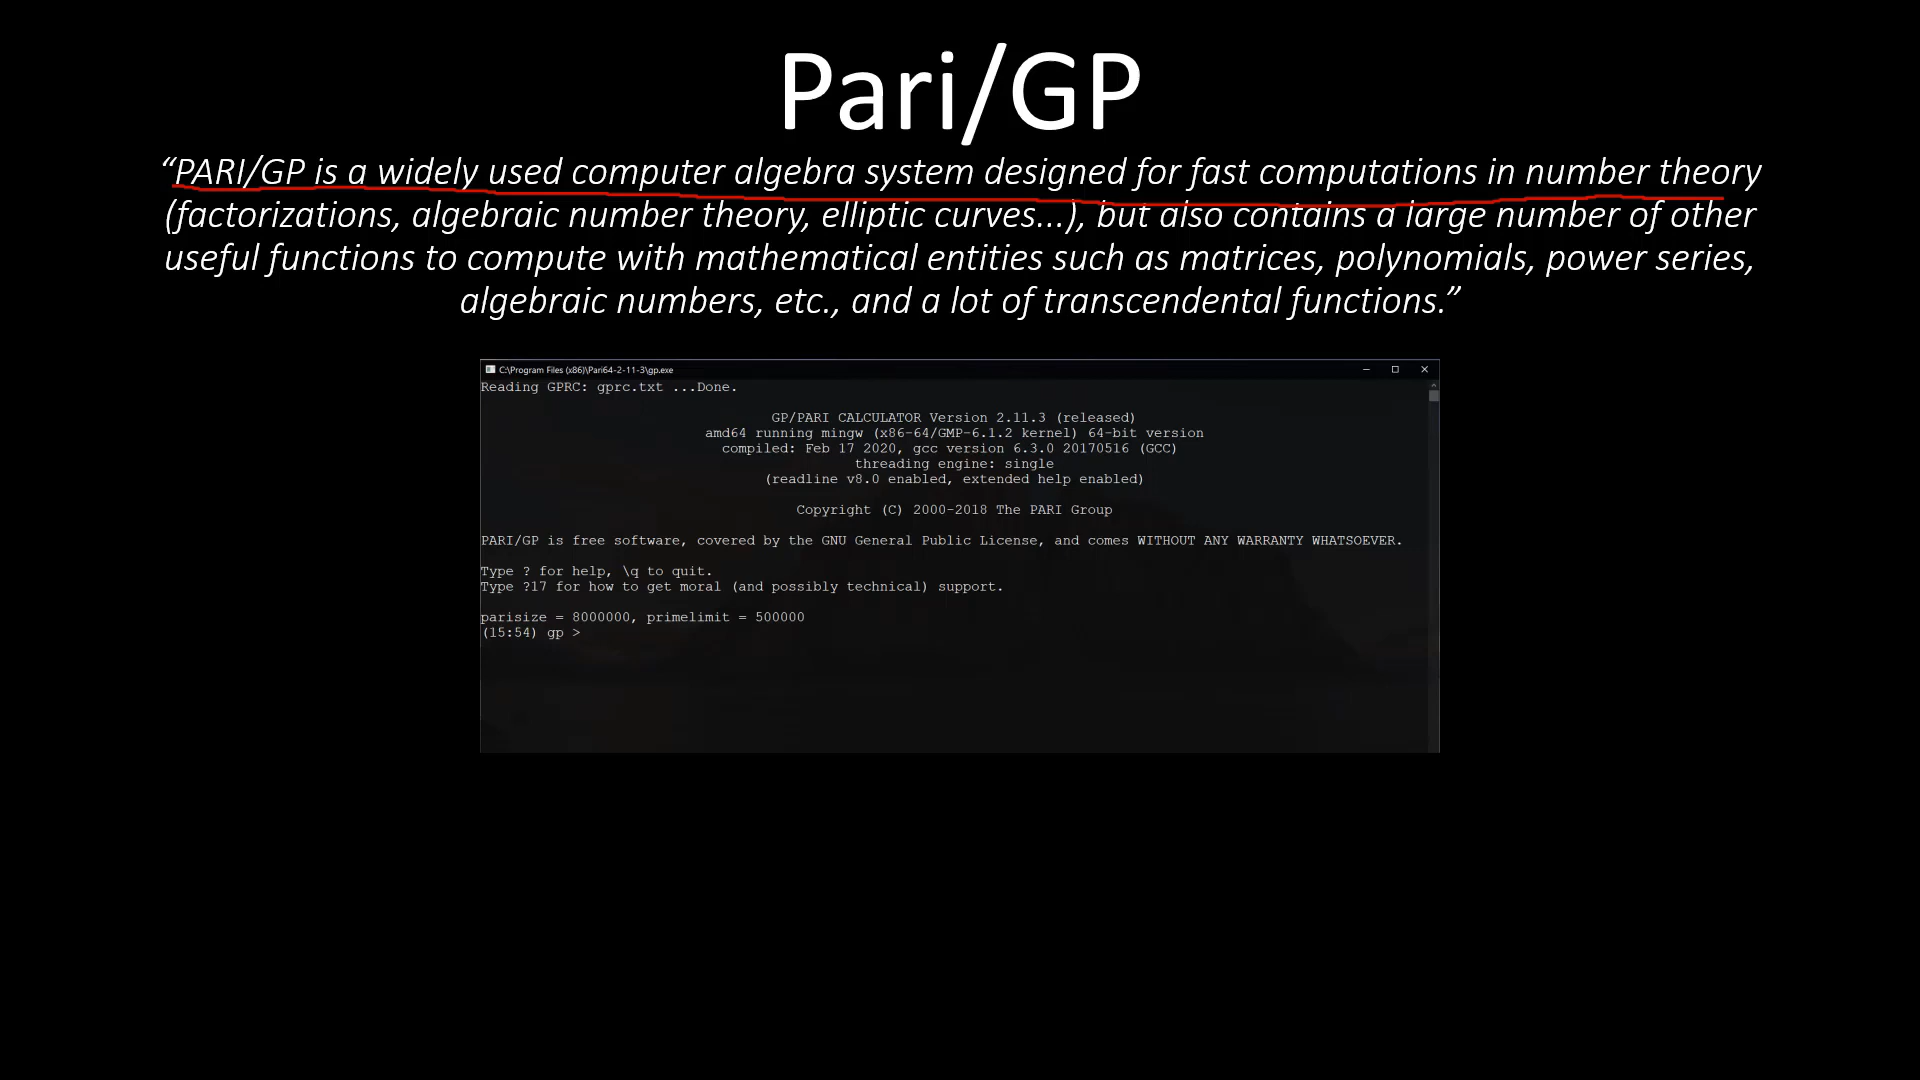 Pari/GP
“PARI/GP is a widely used computer algebra system designed for fast computations in number theory
(factorizations, algebraic number theory, elliptic curves...), but also contains a large number of other
useful functions to compute with mathematical entities such as matrices, polynomials, power series,
algebraic numbers, etc., and a lot of transcendental functions.”
C:\Program Files (x86)\Pari64-2-11-3\gp.exe
Reading GPRC: gprc.txt ...Done.
GP/PARI CALCULATOR Version 2.11.3 (released)
amd64 running mingw (x86-64/GMP-6.1.2 kernel) 64-bit version
compiled: Feb 17 2020, gcc version 6.3.0 20170516 (GCC)
threading engine: single
(readline v8.0 enabled, extended help enabled)
Copyright (C) 2000-2018 The PARI Group
PARI/GP is free software, covered by the GNU General Public License, and comes WITHOUT ANY WARRANTY WHATSOEVER.
Type ? for help, \q to quit.
Type ?17 for how to get moral (and possibly technical) support.
parisize = 8000000, primelimit = 500000
(15:54) gp >